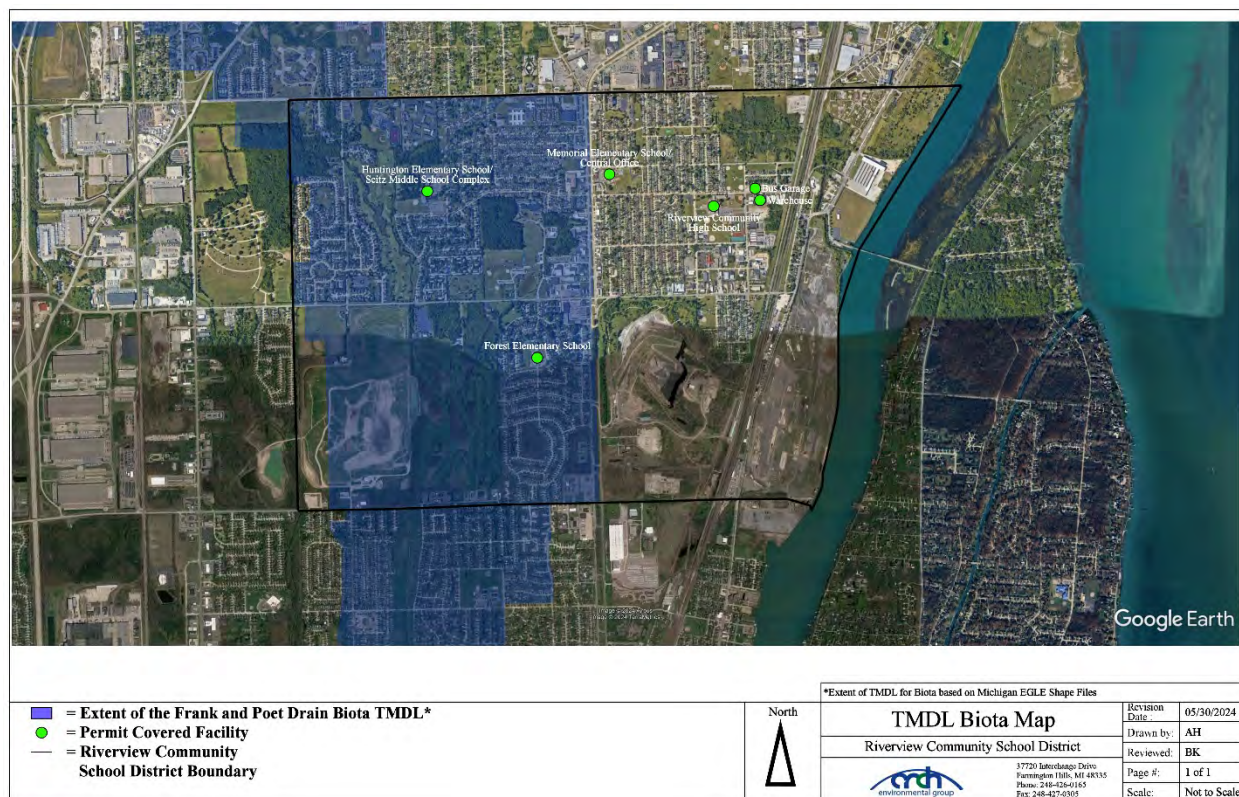 Huntington Elementary School/
Seitz Middle School Complex
Memorial Elementary School/
Central Office
Bus Garage
Warehouse
Riverview Community
High School
Forest Elementary School
Google Earth
*Extent of TMDL for Biota based on Michigan EGLE Shape Files
= Extent of the Frank and Poet Drain Biota TMDL*
= Permit Covered Facility
= Riverview Community
School District Boundary
North
TMDL Biota Map
Riverview Community School District
environmental group
37720 Interchange Drive
Farmington Hills, MI 48335
Phone: 248-426-0165
Fax: 248-427-0305
Revision
Date :
05/30/2024
Drawn by:
AH
Reviewed:
BK
Page #:
1 of 1
Scale:
Not to Scale